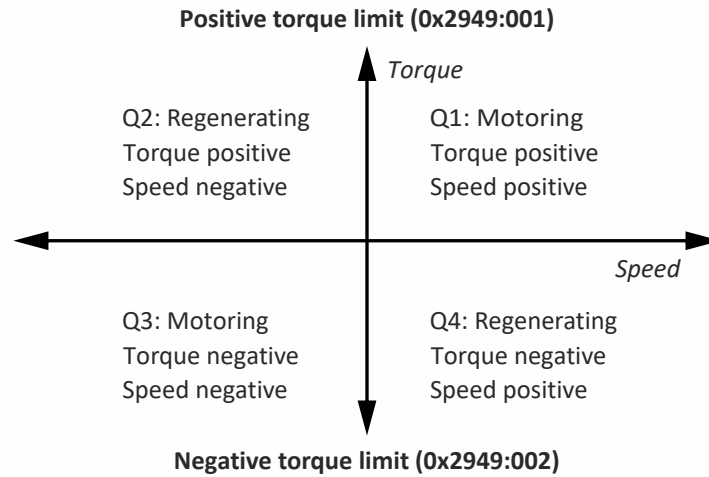 Positive torque limit (0x2949:001)
Torque
Q2: Regenerating
Torque positive
Speed negative
Q1: Motoring
Torque positive
Speed positive
Speed
Q3: Motoring
Torque negative
Speed negative
Q4: Regenerating
Torque negative
Speed positive
Negative torque limit (0x2949:002)